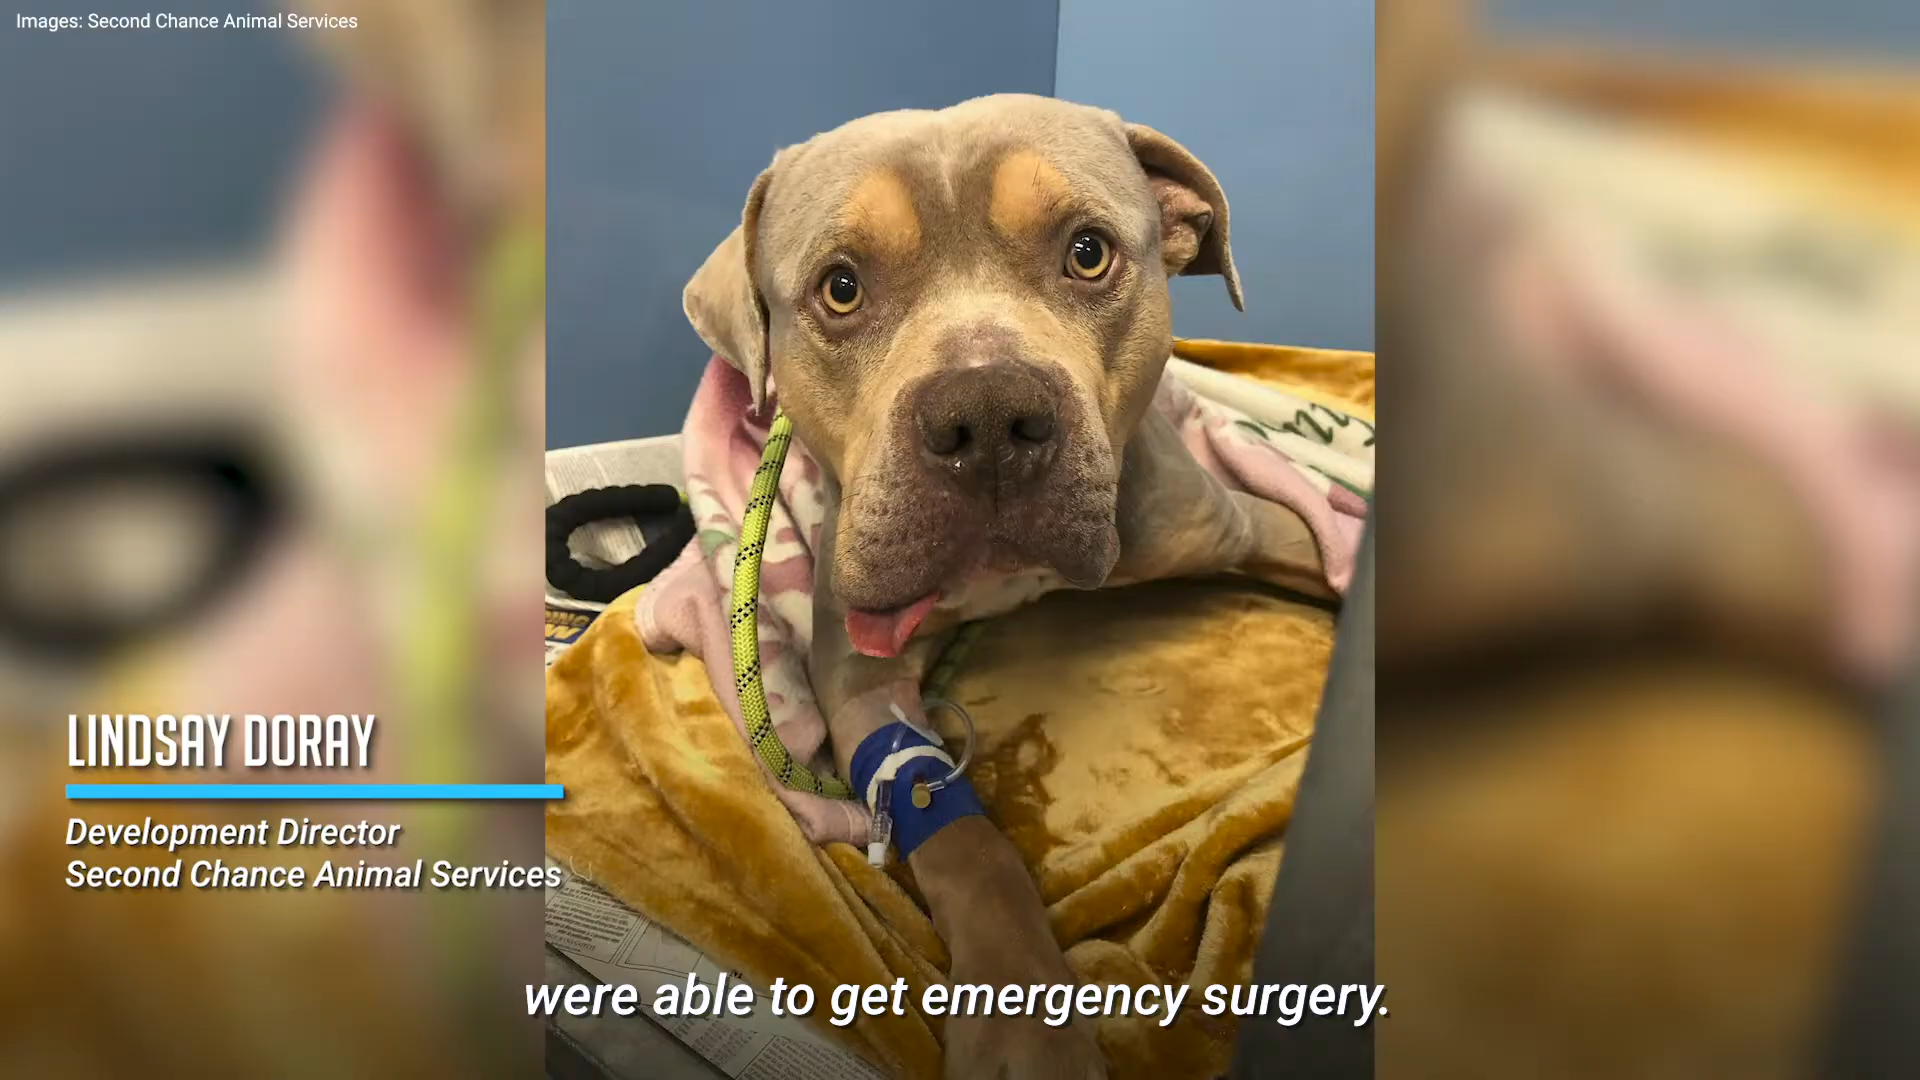 Images: Second Chance Animal Services
LINDSAY DORAY
Development Director
Second Chance Animal Services
were able to get emergency surgery.